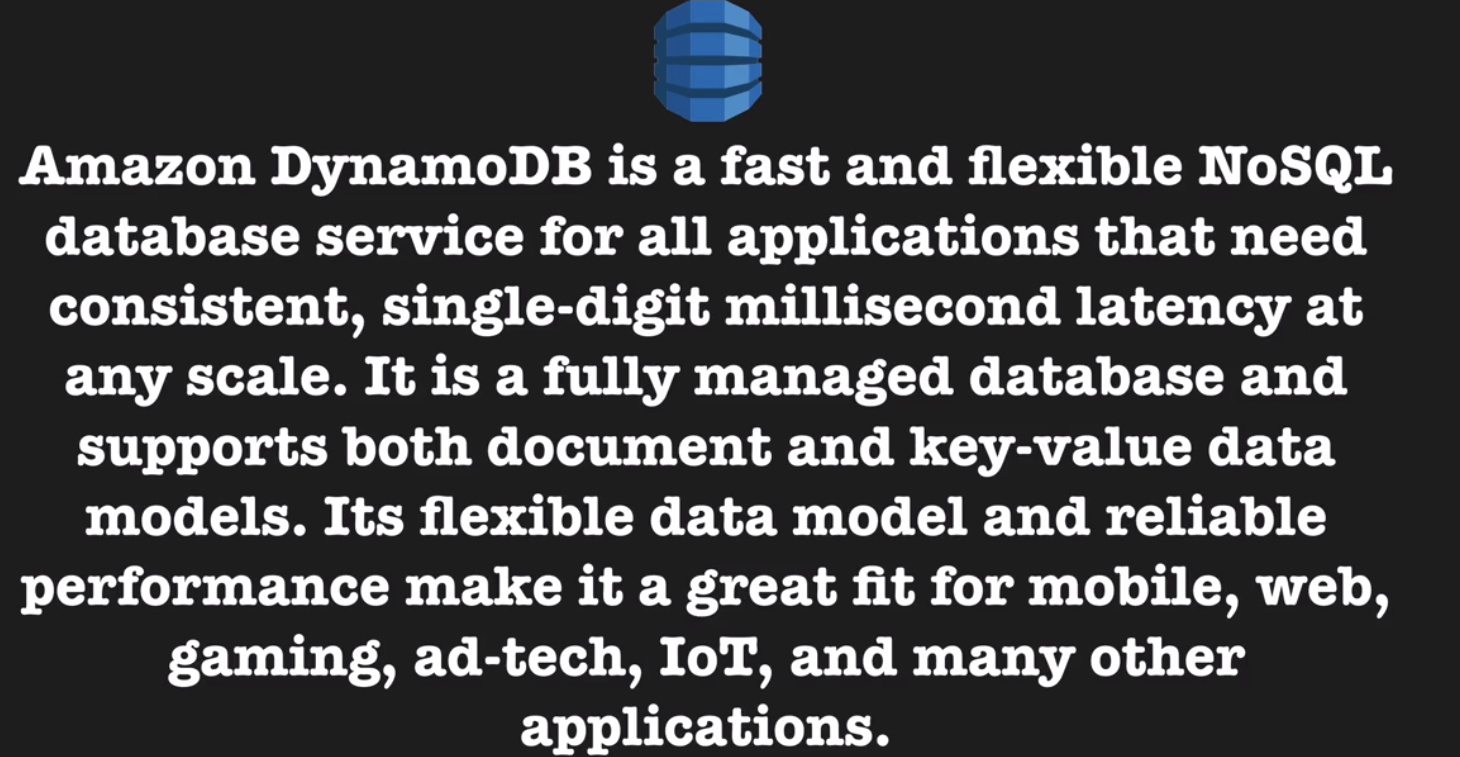 Amazon DynamoDB is a fast and flexible NoSQL
database service for all applications that need
consistent, single-digit millisecond latency at
any scale. It is a fully managed database and
supports both document and key-value data
models. Its flexible data model and reliable
performance make it a great fit for mobile, web,
gaming, ad-tech, IoT, and many other
applications.